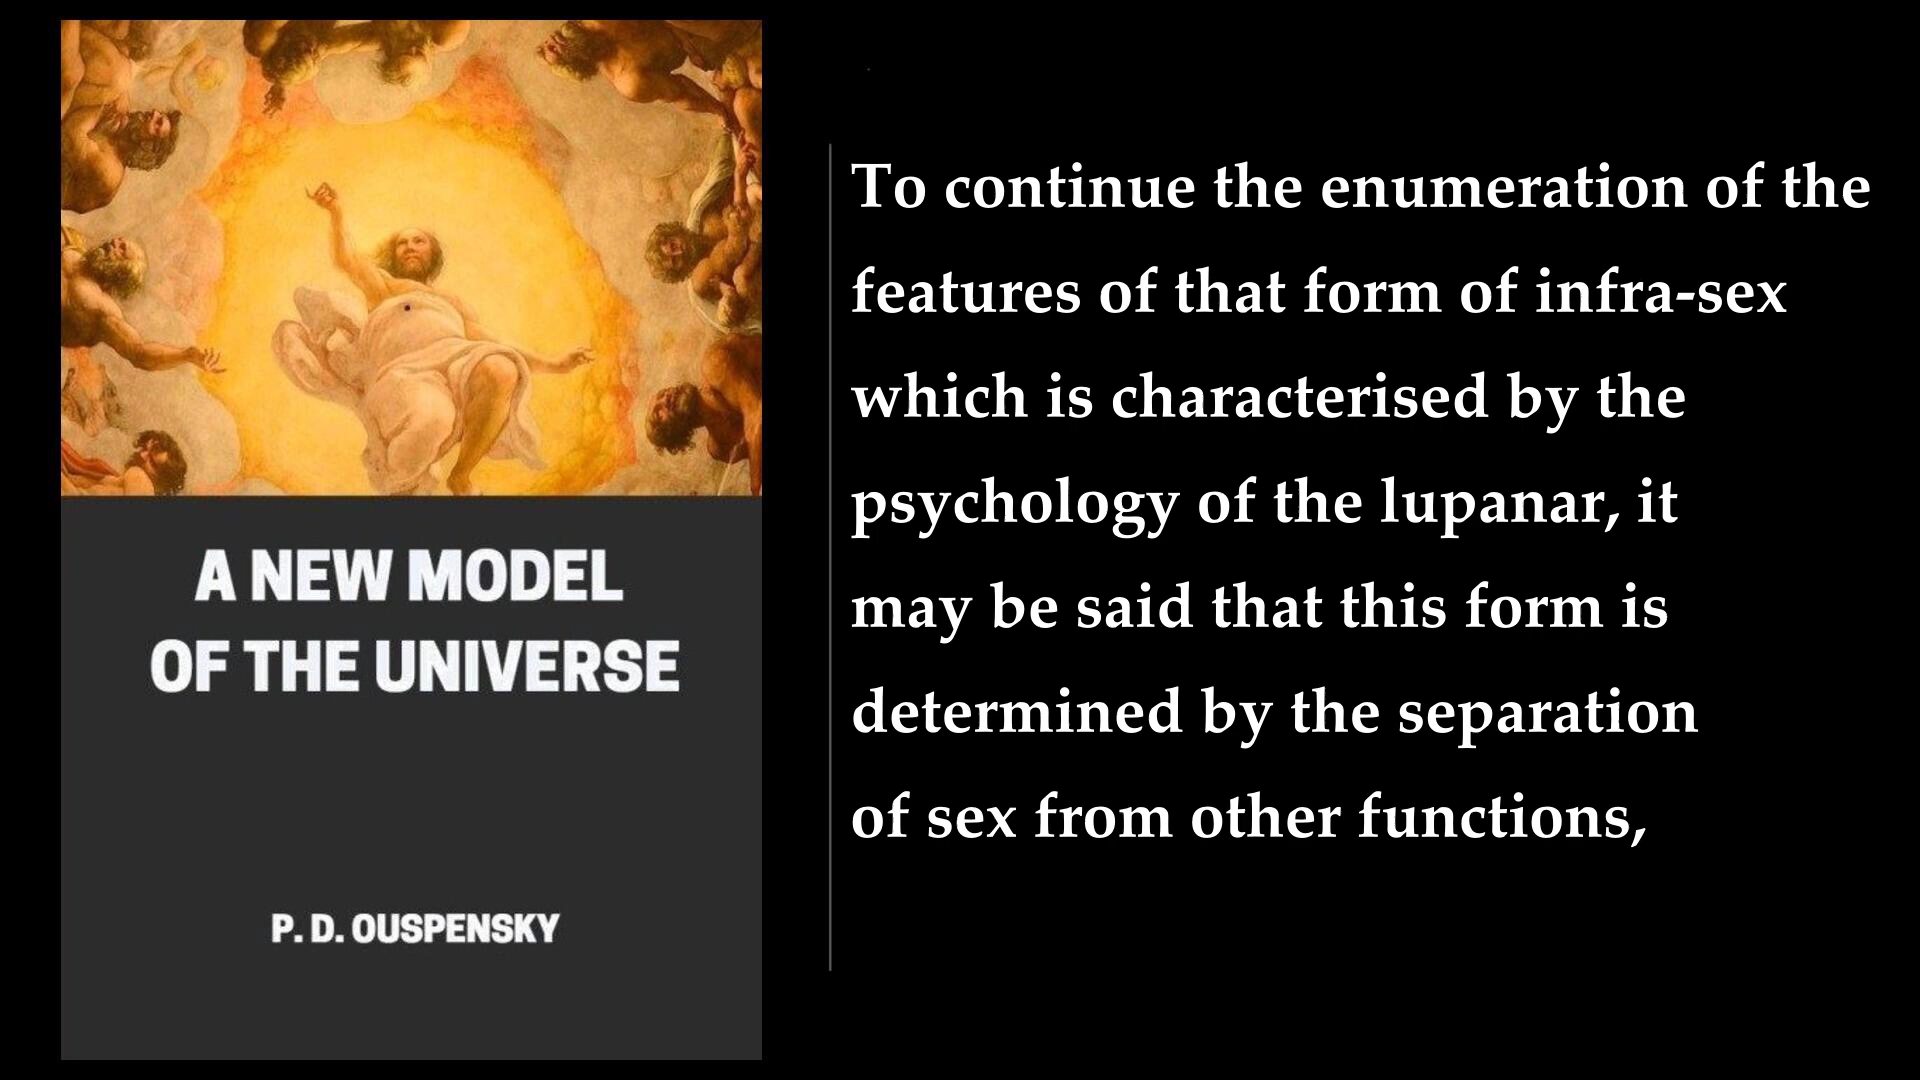 A NEW MODEL
OF THE UNIVERSE
P. D. OUSPENSKY
To continue the enumeration of the
features of that form of infra-sex
which is characterised by the
psychology of the lupanar, it
may be said that this form is
determined by the separation
of sex from other functions,